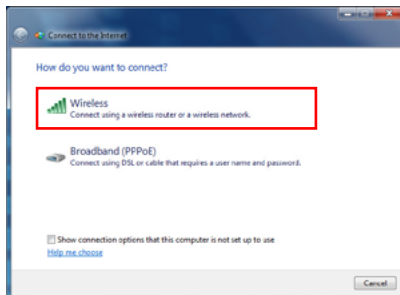 Connect to the Internet
How do you want to connect?
Wireless
Connect using a wireless router or a wireless network.
Broadband (PPPoE)
Connect using DSL or cable that requires a user name and password.
Show connection options that this computer is not set up to use
Help me choose
Cancel